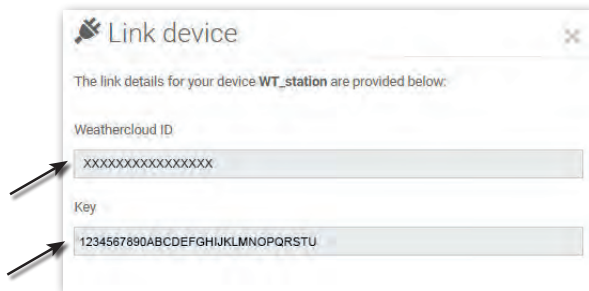 Link device
The link details for your device WT_station are provided below:
Weathercloud ID
XXXXXXXXXXXXXXXX
Key
1234567890ABCDEFGHIJKLMNOPQRSTU